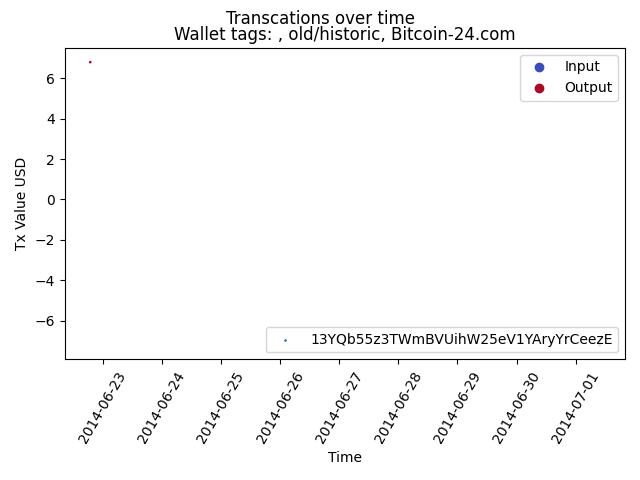 Transcations over time
Wallet tags: , old/historic, Bitcoin-24.com
Input
Output
6
4
2
0
−2
−4
−6
Tx Value USD
13YQb55z3TWmBVUihW25eV1YAryYrCeezE
2014-06-23
2014-06-24
2014-06-25
2014-06-26
2014-06-27
2014-06-28
2014-06-29
2014-06-30
2014-07-01
Time